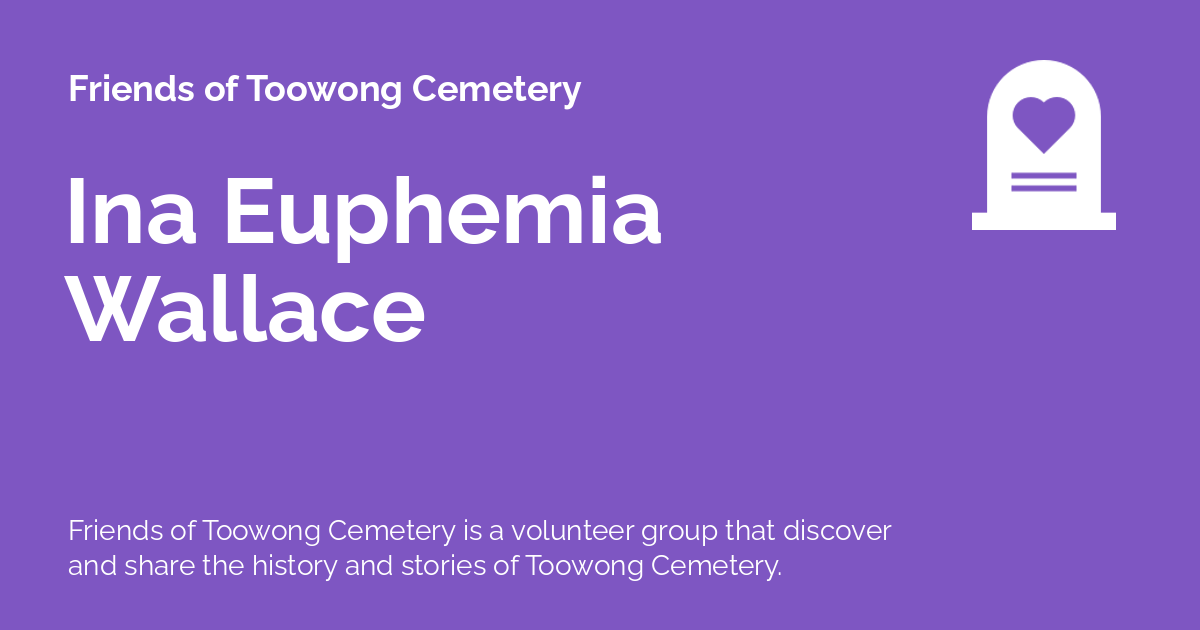 Friends of Toowong Cemetery
Ina Euphemia
Wallace
Friends of Toowong Cemetery is a volunteer group that discover
and share the history and stories of Toowong Cemetery.